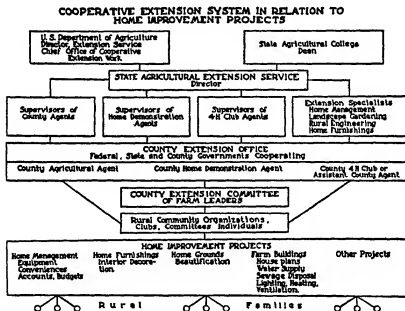 COOPERATIVE EXTENSION SYSTEM IN RELATION TO
HOME IMPROVEMENT PROJECTS
U.S. Department of Agriculture
Director, Extension Service
Chief Office of Cooperative
Extension Work.
State Agricultural College
Dean
STATE AGRICULTURAL EXTENSION SERVICE
Director
Supervisors of
County Agents
Supervisors of
Home Demonstration
Agents
Supervisors of
4-H Club Agents
Extension Specialists
Home Management
Landscape Gardening
Rural Engineering
Home Furnishings
COUNTY EXTENSION OFFICE
Federal, State and County Governments Cooperating
County Agricultural Agent
County Home Demonstration Agent
County 4H Club or
Assistant County Agent
COUNTY EXTENSION COMMITTEE
OF FARM LEADERS
Rural Community Organizations,
Clubs, Committees Individuals
HOME IMPROVEMENT PROJECTS
Home Management
Equipment
Conveniences
Accounts, Budgets
Home Furnishings
Interior Decora-
tion
Home Grounds
Beautification
Farm Buildings
House plans
Water Supply
Sewage Disposal
Lighting, Heating,
Ventilation.
Other Projects
Rural Families